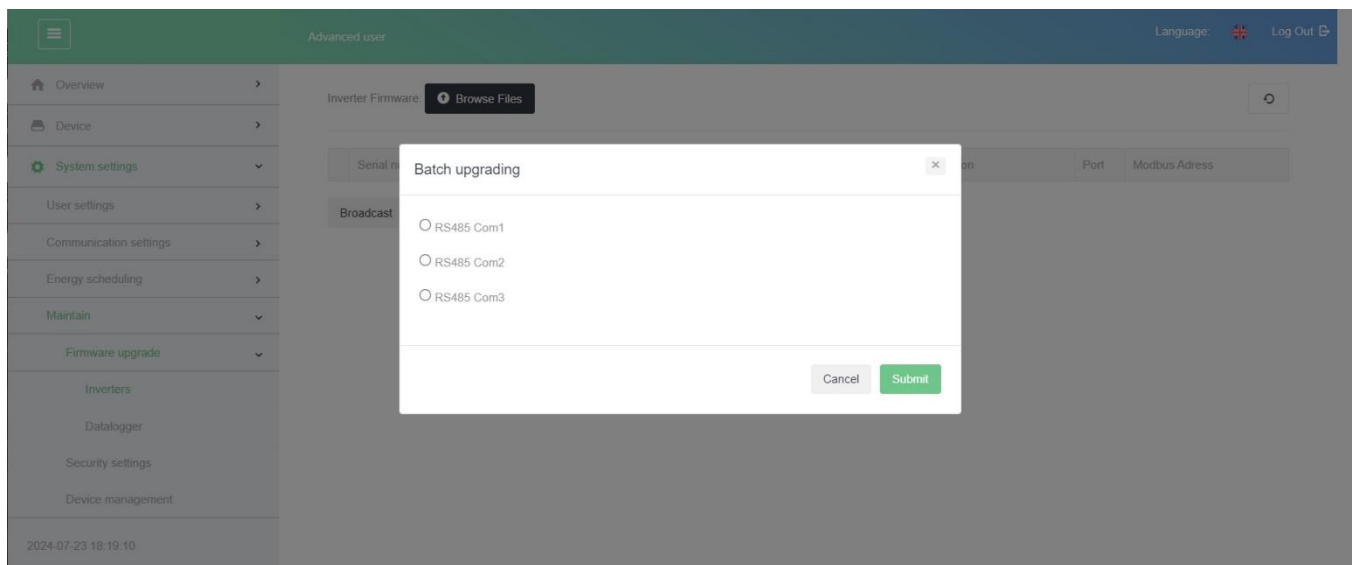 Advanced user
Language:
Log Out
Overview
Device
System settings
User settings
Communication settings
Energy scheduling
Maintain
Firmware upgrade
Inverters
Datalogger
Security settings
Device management
2024-07-23 18:19:10
Inverter Firmware: Browse Files
Serial
Port
Modbus Adress
Broadcast
Batch upgrading
RS485 Com1
RS485 Com2
RS485 Com3
Cancel
Submit